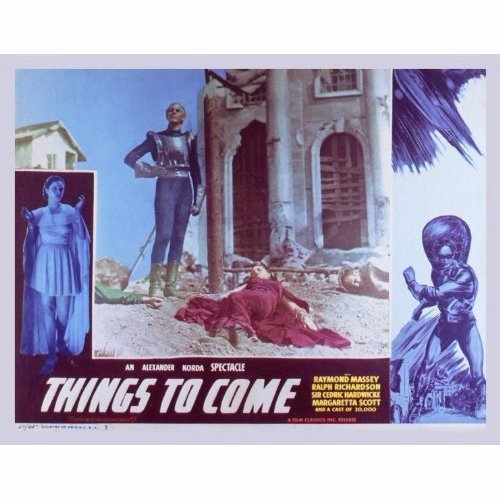 AN ALEXANDER KORDA SPECTACLE
THINGS TO COME
with
RAYMOND MASSEY
RALPH RICHARDSON
SIR CEDRIC HARDWICKE
MARGARETTA SCOTT
AND A CAST OF 20,000
A FILM CLASSICS INC. RELEASE